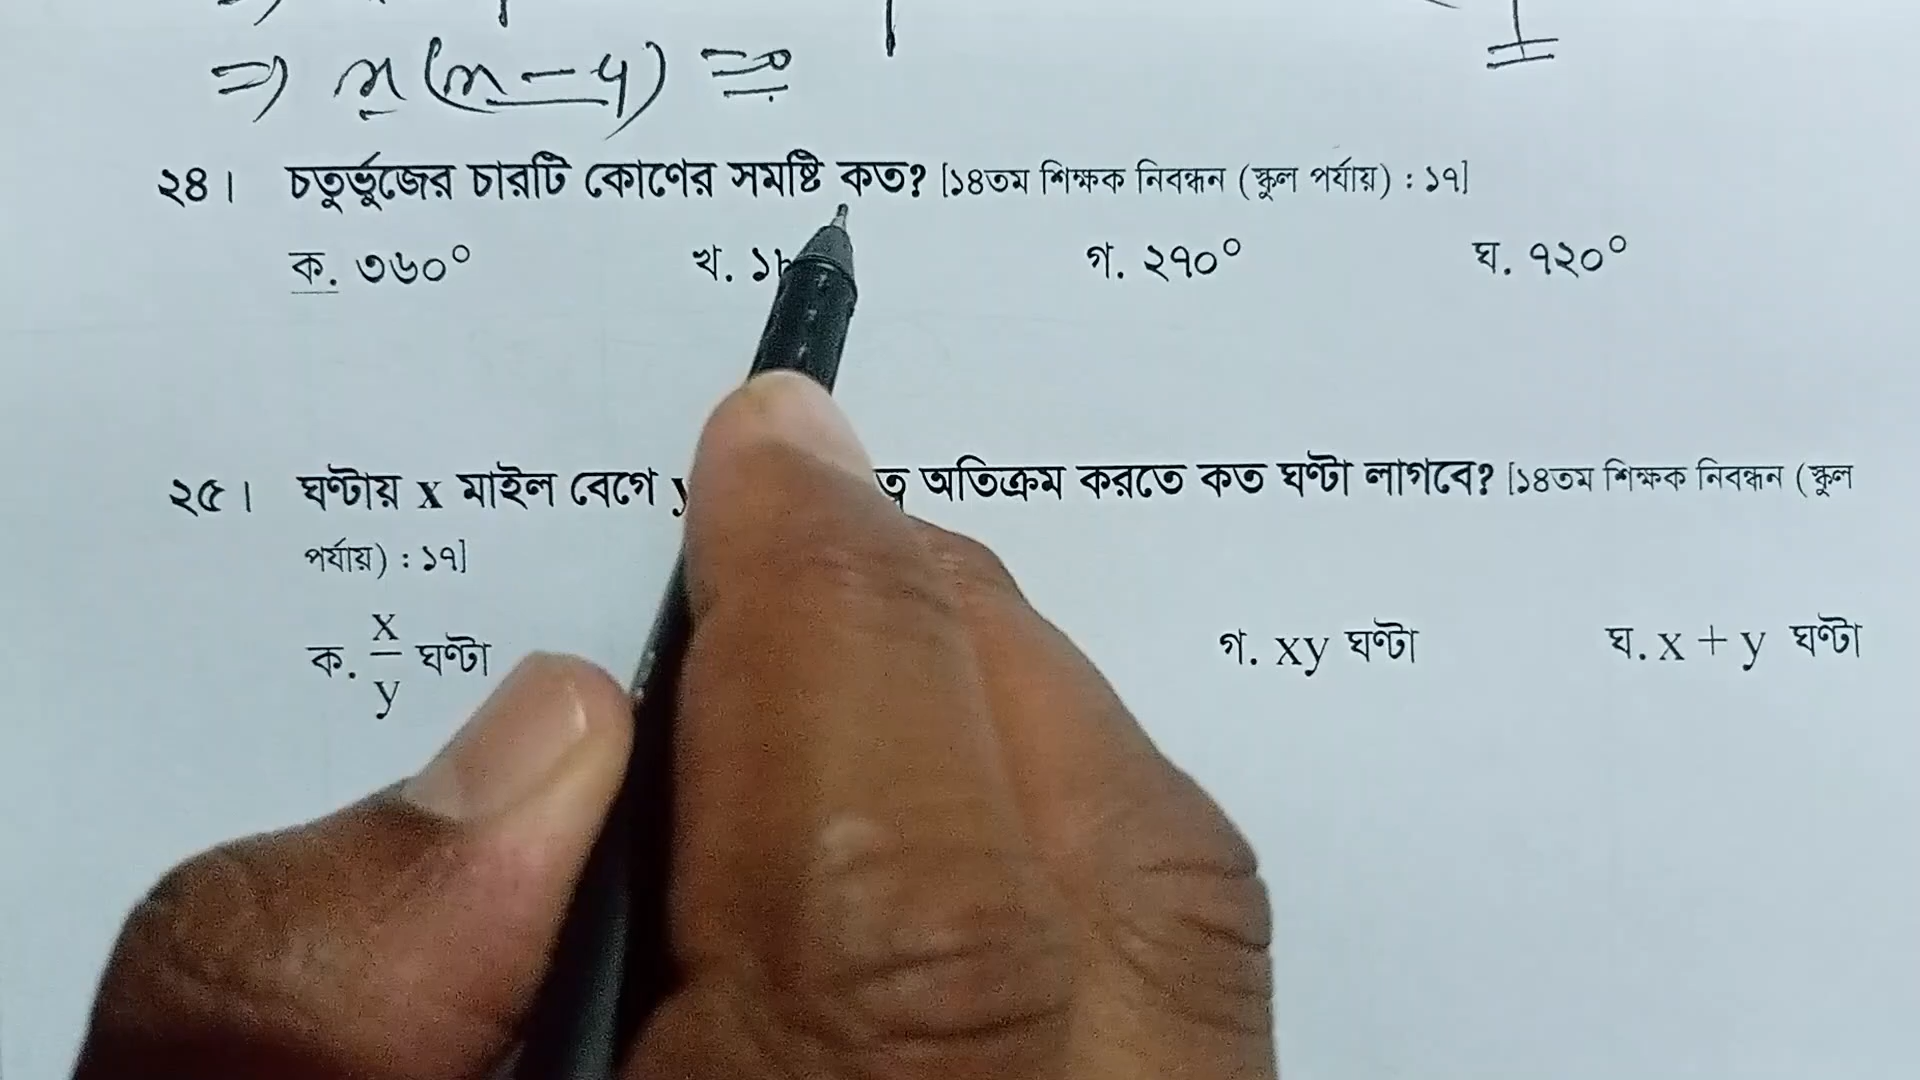 ⇒ x(x-4) = 0
২৪। চতুর্ভুজের চারটি কোণের সমষ্টি কত? [১৪তম শিক্ষক নিবন্ধন (স্কুল পর্যায়) : ১৭]
ক. ৩৬০° খ. গ. ২৭০° ঘ. ৭২০°
২৫। ঘণ্টায় x মাইল বেগে অতিক্রম করতে কত ঘণ্টা লাগবে? [১৪তম শিক্ষক নিবন্ধন (স্কুল
পর্যায়) : ১৭]
ক. x/y ঘণ্টা গ. xy ঘণ্টা ঘ. x + y ঘণ্টা